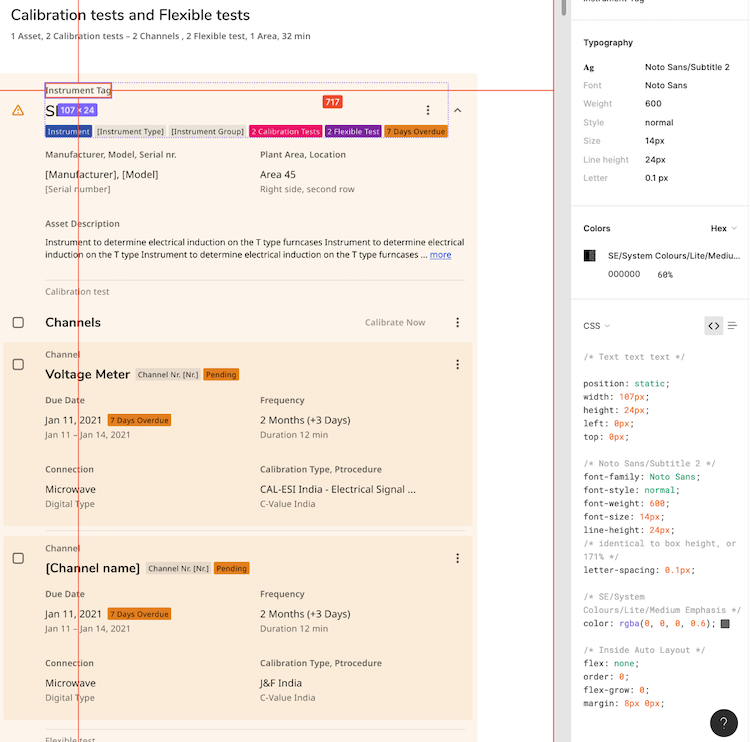 Calibration tests and Flexible tests
1 Asset, 2 Calibration tests – 2 Channels , 2 Flexible test, 1 Area, 32 min
Instrument Tag
107 × 24
717
Instrument [Instrument Type] [Instrument Group] 2 Calibration Tests 2 Flexible Test 7 Days Overdue
Manufacturer, Model, Serial nr.
Plant Area, Location
[Manufacturer], [Model]
Area 45
[Serial number]
Right side, second row
Asset Description
Instrument to determine electrical induction on the T type furncases Instrument to determine electrical
induction on the T type Instrument to determine electrical induction on the T type furncases ... more
Calibration test
Channels
Calibrate Now
Channel
Voltage Meter Channel Nr. [Nr.] Pending
Due Date
Frequency
Jan 11, 2021 7 Days Overdue
2 Months (+3 Days)
Jan 11 – Jan 14, 2021
Duration 12 min
Connection
Calibration Type, Ptrocedure
Microwave
CAL-ESI India - Electrical Signal ...
Digital Type
C-Value India
Channel
[Channel name] Channel Nr. [Nr.] Pending
Due Date
Frequency
Jan 11, 2021 7 Days Overdue
2 Months (+3 Days)
Jan 11 – Jan 14, 2021
Duration 12 min
Connection
Calibration Type, Ptrocedure
Microwave
J&F India
Digital Type
C-Value India
Flexible test
Instrument Tag
Typography
Ag Noto Sans/Subtitle 2
Font Noto Sans
Weight 600
Style normal
Size 14px
Line height 24px
Letter 0.1 px
Colors
Hex
SE/System Colours/Lite/Mediu...
000000 60%
CSS
/* Text text text */
position: static;
width: 107px;
height: 24px;
left: 0px;
top: 0px;
/* Noto Sans/Subtitle 2 */
font-family: Noto Sans;
font-style: normal;
font-weight: 600;
font-size: 14px;
line-height: 24px;
/* identical to box height, or
171% */
letter-spacing: 0.1px;
/* SE/System
Colours/Lite/Medium Emphasis */
color: rgba(0, 0, 0, 0.6);
/* Inside Auto Layout */
flex: none;
order: 0;
flex-grow: 0;
margin: 8px 0px;
?